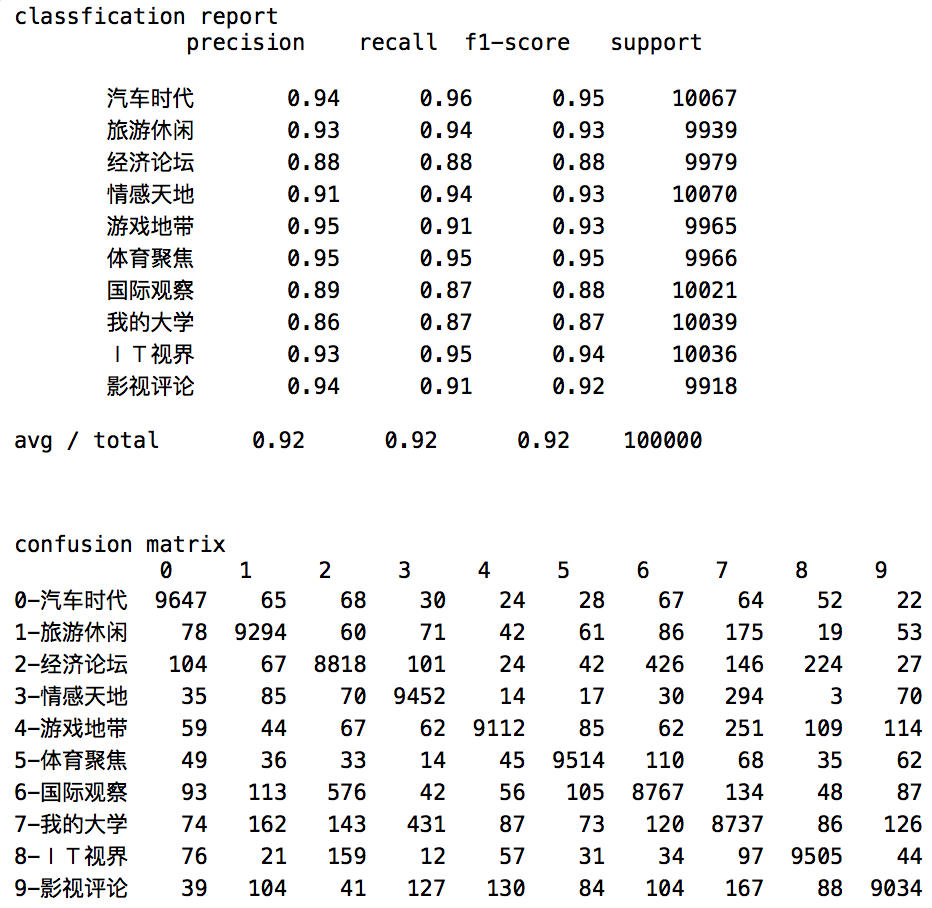 classfication report
precision recall f1-score support
汽车时代 0.94 0.96 0.95 10067
旅游休闲 0.93 0.94 0.93 9939
经济论坛 0.88 0.88 0.88 9979
情感天地 0.91 0.94 0.93 10070
游戏地带 0.95 0.91 0.93 9965
体育聚焦 0.95 0.95 0.95 9966
国际观察 0.89 0.87 0.88 10021
我的大学 0.86 0.87 0.87 10039
ＩＴ视界 0.93 0.95 0.94 10036
影视评论 0.94 0.91 0.92 9918
avg / total 0.92 0.92 0.92 100000
confusion matrix
0 1 2 3 4 5 6 7 8 9
0-汽车时代 9647 65 68 30 24 28 67 64 52 22
1-旅游休闲 78 9294 60 71 42 61 86 175 19 53
2-经济论坛 104 67 8818 101 24 42 426 146 224 27
3-情感天地 35 85 70 9452 14 17 30 294 3 70
4-游戏地带 59 44 67 62 9112 85 62 251 109 114
5-体育聚焦 49 36 33 14 45 9514 110 68 35 62
6-国际观察 93 113 576 42 56 105 8767 134 48 87
7-我的大学 74 162 143 431 87 73 120 8737 86 126
8-ＩＴ视界 76 21 159 12 57 31 34 97 9505 44
9-影视评论 39 104 41 127 130 84 104 167 88 9034